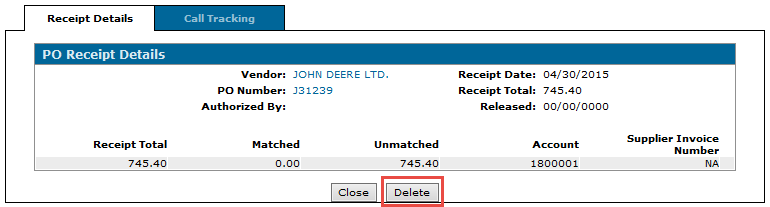 Receipt Details Call Tracking
PO Receipt Details
Vendor: JOHN DEERE LTD. Receipt Date: 04/30/2015
PO Number: J31239 Receipt Total: 745.40
Authorized By: Released: 00/00/0000
Supplier Invoice
Receipt Total Matched Unmatched Account Number
745.40 0.00 745.40 1800001 NA
Close Delete